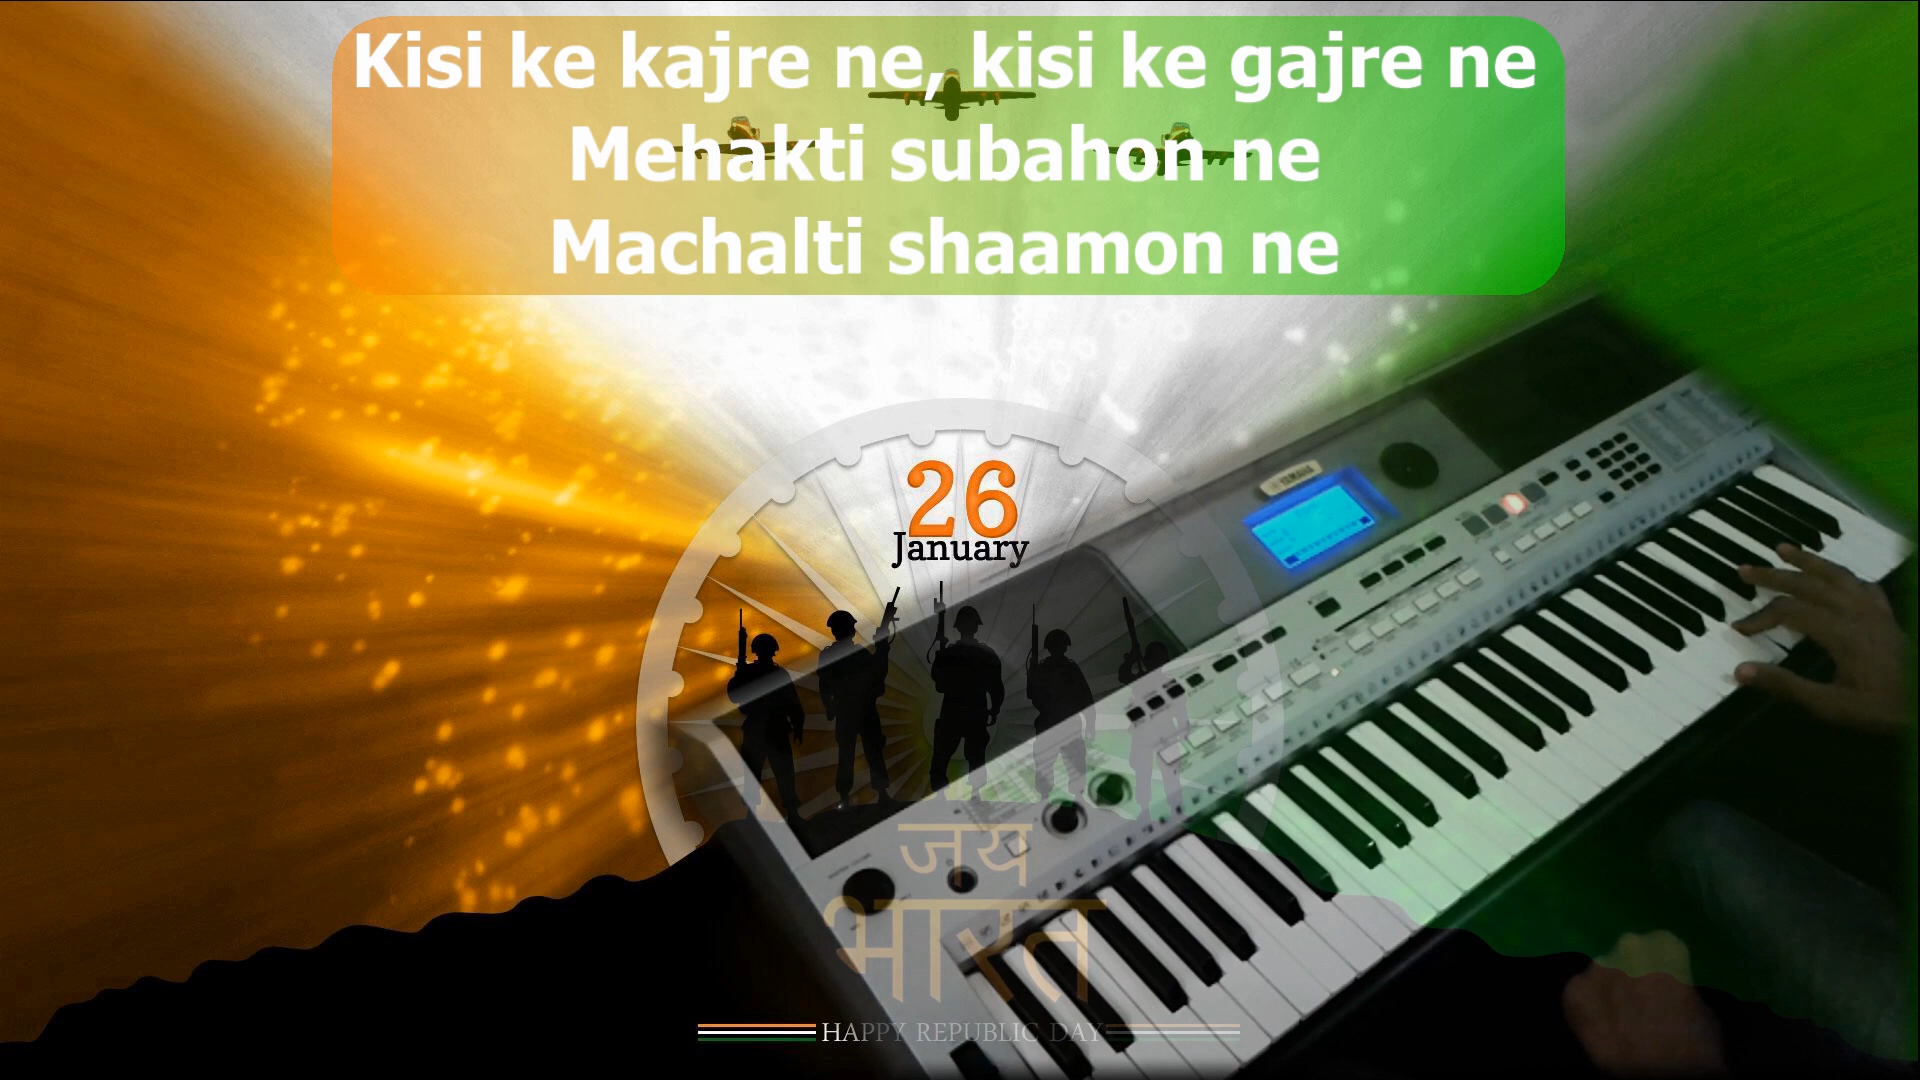 Kisi ke kajre ne, kisi ke gajre ne
Mehakti subahon ne
Machalti shaamon ne
26
January
YAMAHA
जय
भारत
HAPPY REPUBLIC DAY